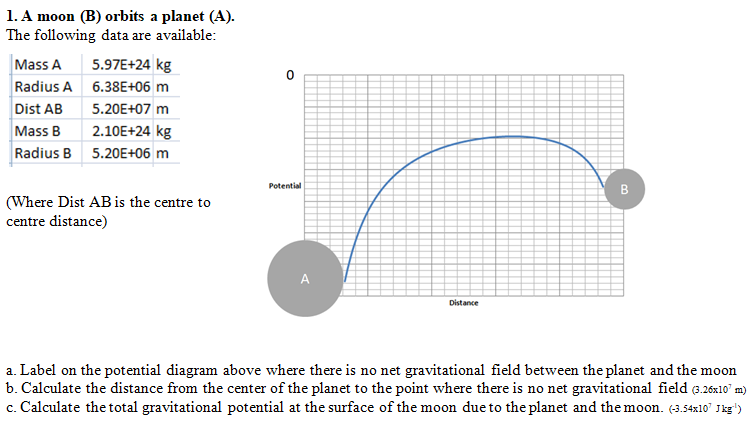 1. A moon (B) orbits a planet (A).
The following data are available:
Mass A 5.97E+24 kg
Radius A 6.38E+06 m
Dist AB 5.20E+07 m
Mass B 2.10E+24 kg
Radius B 5.20E+06 m
(Where Dist AB is the centre to
centre distance)
0
Potential
B
A
Distance
a. Label on the potential diagram above where there is no net gravitational field between the planet and the moon
b. Calculate the distance from the center of the planet to the point where there is no net gravitational field (3.26x10⁷ m)
c. Calculate the total gravitational potential at the surface of the moon due to the planet and the moon. (-3.54x10⁷ J kg⁻¹)